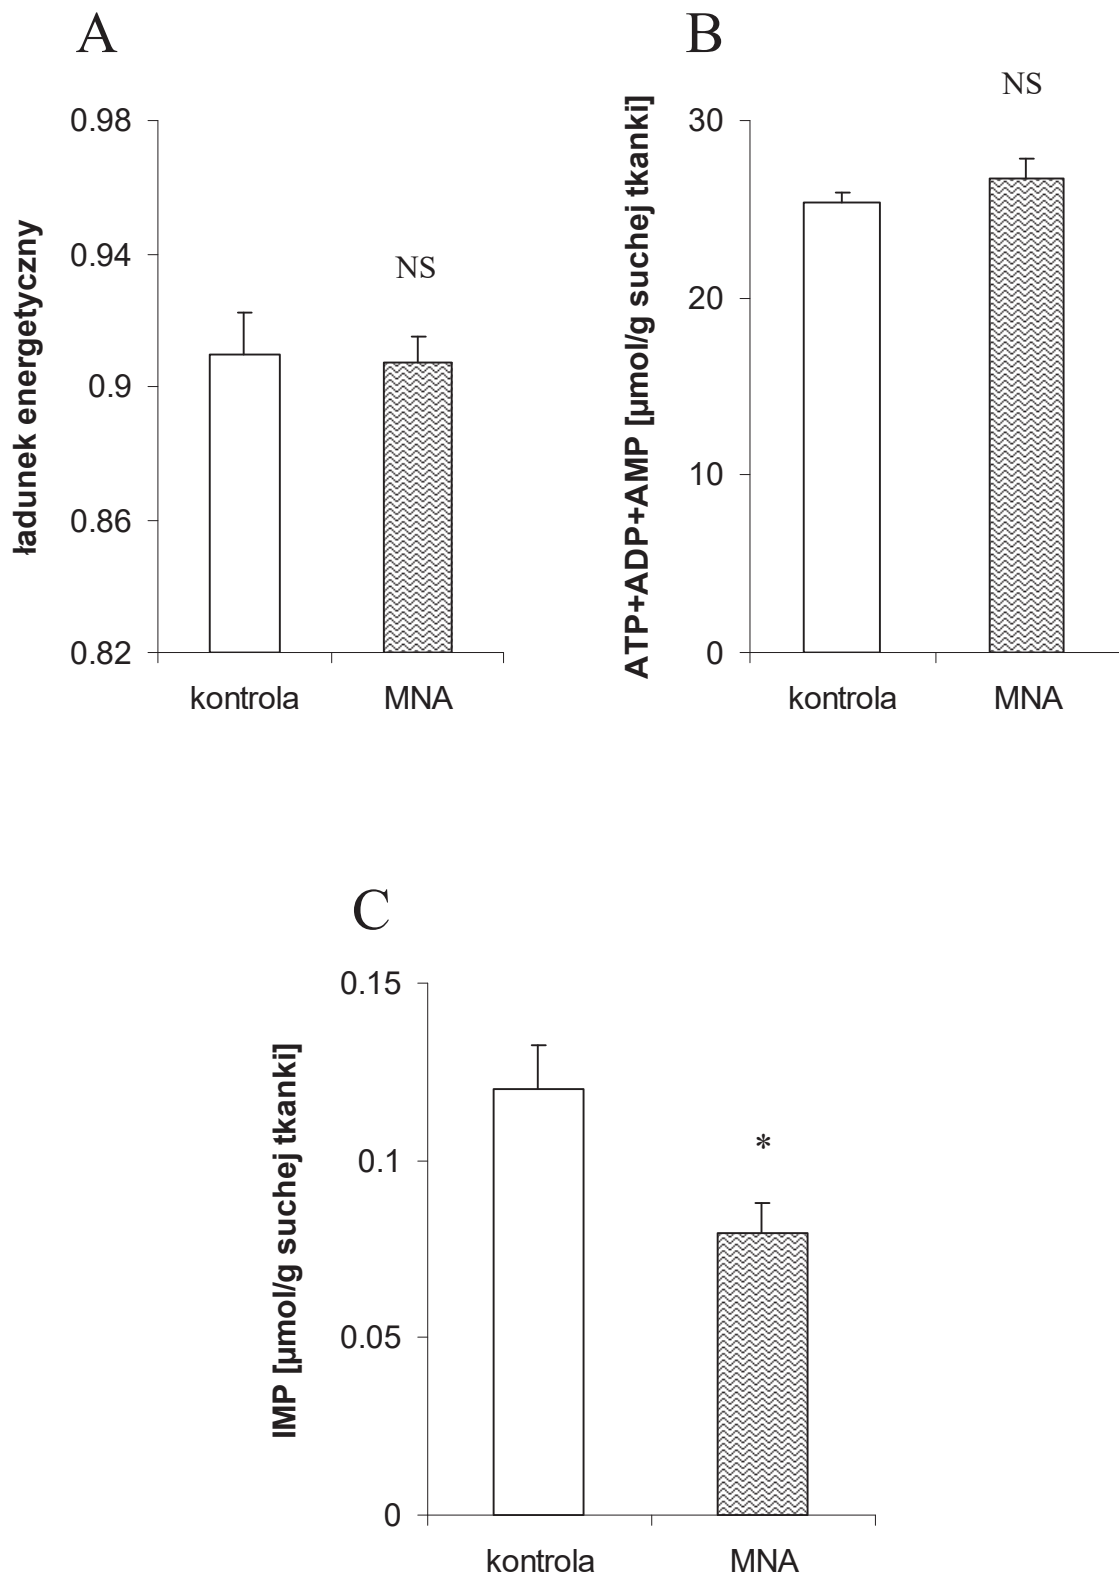 A
ładunek energetyczny
0.98
0.94
0.9
0.86
0.82
NS
kontrola
MNA
B
ATP+ADP+AMP [µmol/g suchej tkanki]
30
20
10
0
NS
kontrola
MNA
C
IMP [µmol/g suchej tkanki]
0.15
0.1
0.05
0
*
kontrola
MNA